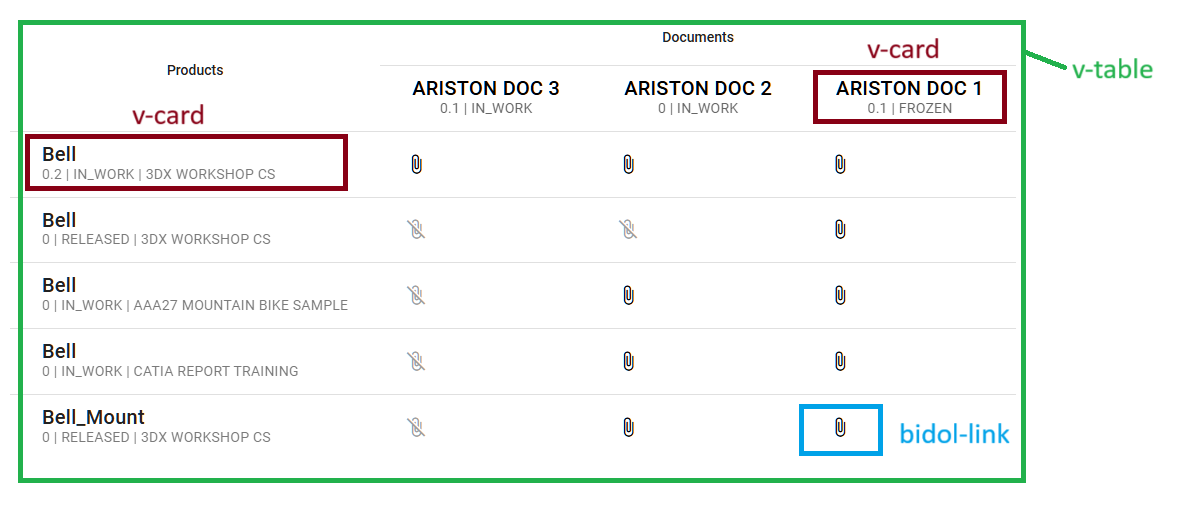 Documents
v-card
v-table
Products
ARISTON DOC 3
0.1 | IN_WORK
ARISTON DOC 2
0 | IN_WORK
ARISTON DOC 1
0.1 | FROZEN
v-card
Bell
0.2 | IN_WORK | 3DX WORKSHOP CS
Bell
0 | RELEASED | 3DX WORKSHOP CS
Bell
0 | IN_WORK | AAA27 MOUNTAIN BIKE SAMPLE
Bell
0 | IN_WORK | CATIA REPORT TRAINING
Bell_Mount
0 | RELEASED | 3DX WORKSHOP CS
bidol-link